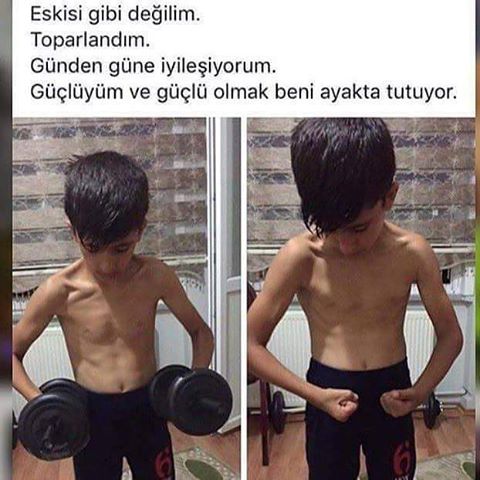 Eskisi gibi değilim.
Toparlandım.
Günden güne iyileşiyorum.
Güçlüyüm ve güçlü olmak beni ayakta tutuyor.